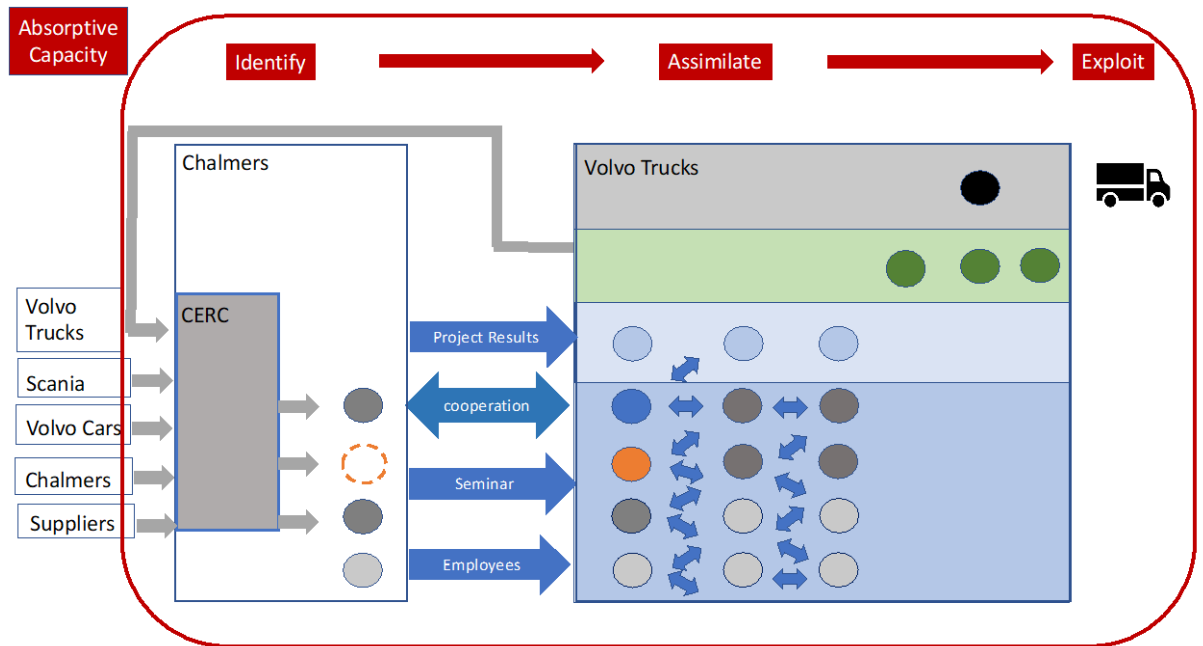 Absorptive
Capacity
Identify
Assimilate
Exploit
Chalmers
Volvo Trucks
Volvo
Trucks
CERC
Project Results
Scania
cooperation
Volvo Cars
Chalmers
Seminar
Suppliers
Employees